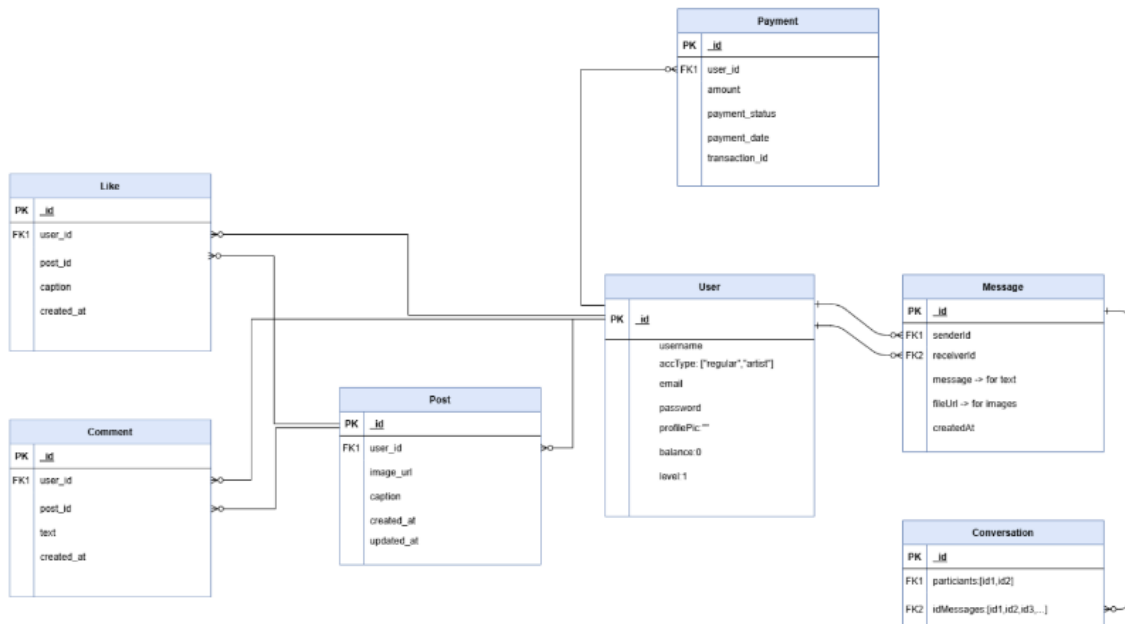 Payment
PK _id
FK1 user_id
amount
payment_status
payment_date
transaction_id
Like
PK _id
FK1 user_id
post_id
caption
created_at
User
PK _id
username
accType: ["regular","artist"]
email
password
profilePic:""
balance:0
level:1
Message
PK _id
FK1 senderId
FK2 receiverId
message -> for text
fileUrl -> for images
createdAt
Post
PK _id
FK1 user_id
image_url
caption
created_at
updated_at
Comment
PK _id
FK1 user_id
post_id
text
created_at
Conversation
PK _id
FK1 particiants:[id1,id2]
FK2 idMessages:[id1,id2,id3,...]